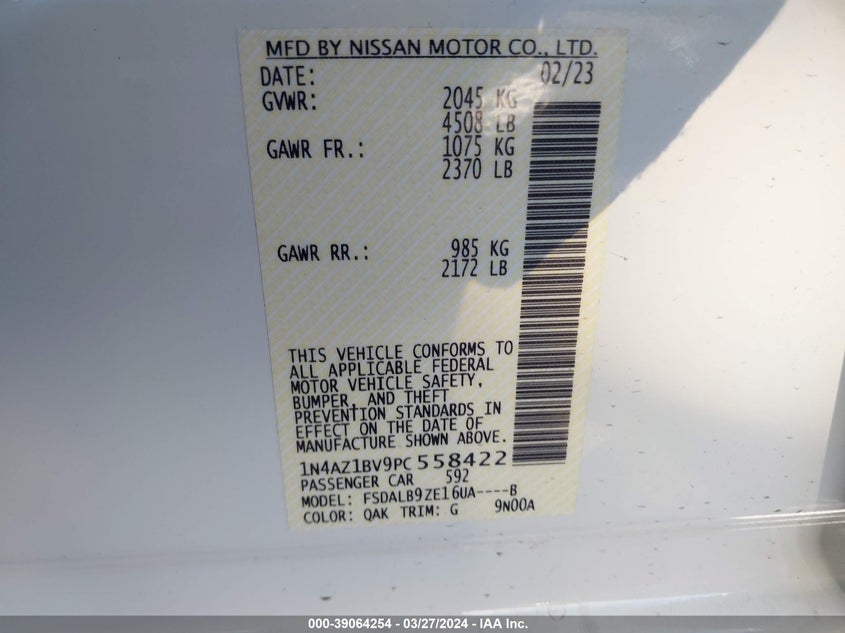 MFD BY NISSAN MOTOR CO., LTD.
DATE: 02/23
GVWR: 2045 KG
4508 LB
GAWR FR.: 1075 KG
2370 LB
GAWR RR.: 985 KG
2172 LB
THIS VEHICLE CONFORMS TO
ALL APPLICABLE FEDERAL
MOTOR VEHICLE SAFETY,
BUMPER, AND THEFT
PREVENTION STANDARDS IN
EFFECT ON THE DATE OF
MANUFACTURE SHOWN ABOVE.
1N4AZ1BV9PC558422
PASSENGER CAR 592
MODEL: FSDALB9ZE16UA----B
COLOR: QAK TRIM: G 9N00A
000-39064254 - 03/27/2024 - IAA Inc.